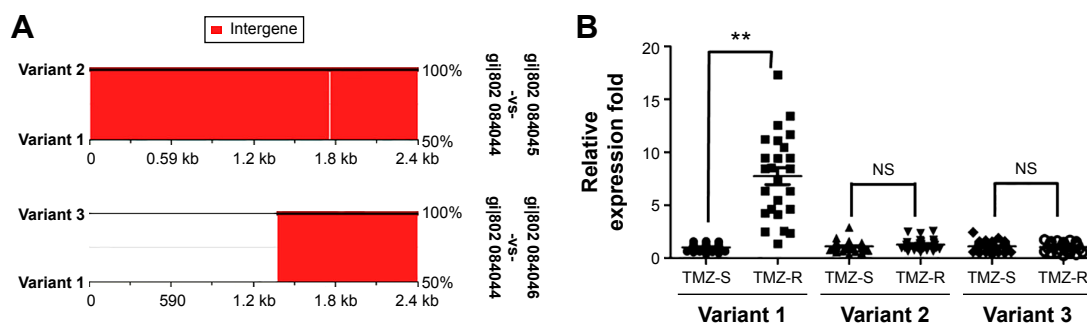 A
Intergene
Variant 2
100%
Variant 1
50%
0 0.59 kb 1.2 kb 1.8 kb 2.4 kb
gi|802 084045
-vs-
gi|802 084044
Variant 3
100%
Variant 1
50%
0 590 1.2 kb 1.8 kb 2.4 kb
gi|802 084046
-vs-
gi|802 084044
B
Relative
expression fold
20
15
10
5
0
** NS NS
TMZ-S TMZ-R TMZ-S TMZ-R TMZ-S TMZ-R
Variant 1 Variant 2 Variant 3